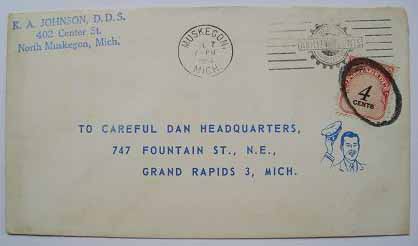 K. A. JOHNSON, D.D.S.
402 Center St.
North Muskegon, Mich.
MUSKEGON,
MICH.
4
CENTS
TO CAREFUL DAN HEADQUARTERS,
747 FOUNTAIN ST., N.E.,
GRAND RAPIDS 3, MICH.